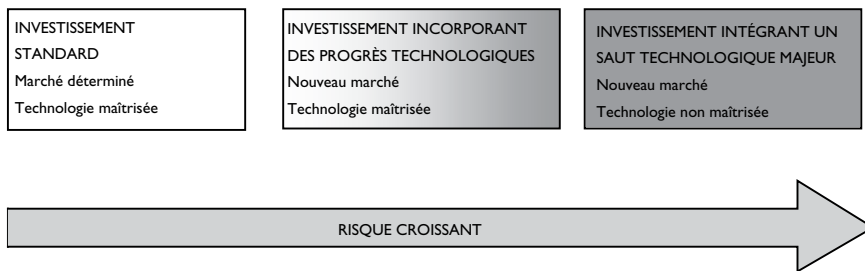 INVESTISSEMENT
STANDARD
Marché déterminé
Technologie maîtrisée
INVESTISSEMENT INCORPORANT
DES PROGRÈS TECHNOLOGIQUES
Nouveau marché
Technologie maîtrisée
INVESTISSEMENT INTÉGRANT UN
SAUT TECHNOLOGIQUE MAJEUR
Nouveau marché
Technologie non maîtrisée
RISQUE CROISSANT